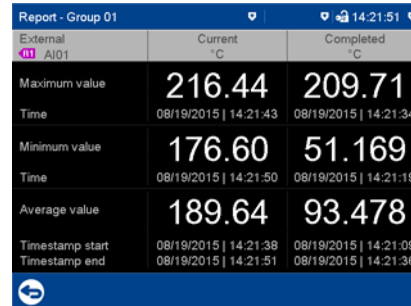 Report - Group 01 14:21:51
External Current Completed
AI01 °C °C
Maximum value 216.44 209.71
Time 08/19/2015 | 14:21:43 08/19/2015 | 14:21:34
Minimum value 176.60 51.169
Time 08/19/2015 | 14:21:50 08/19/2015 | 14:21:19
Average value 189.64 93.478
Timestamp start 08/19/2015 | 14:21:38 08/19/2015 | 14:21:09
Timestamp end 08/19/2015 | 14:21:51 08/19/2015 | 14:21:36